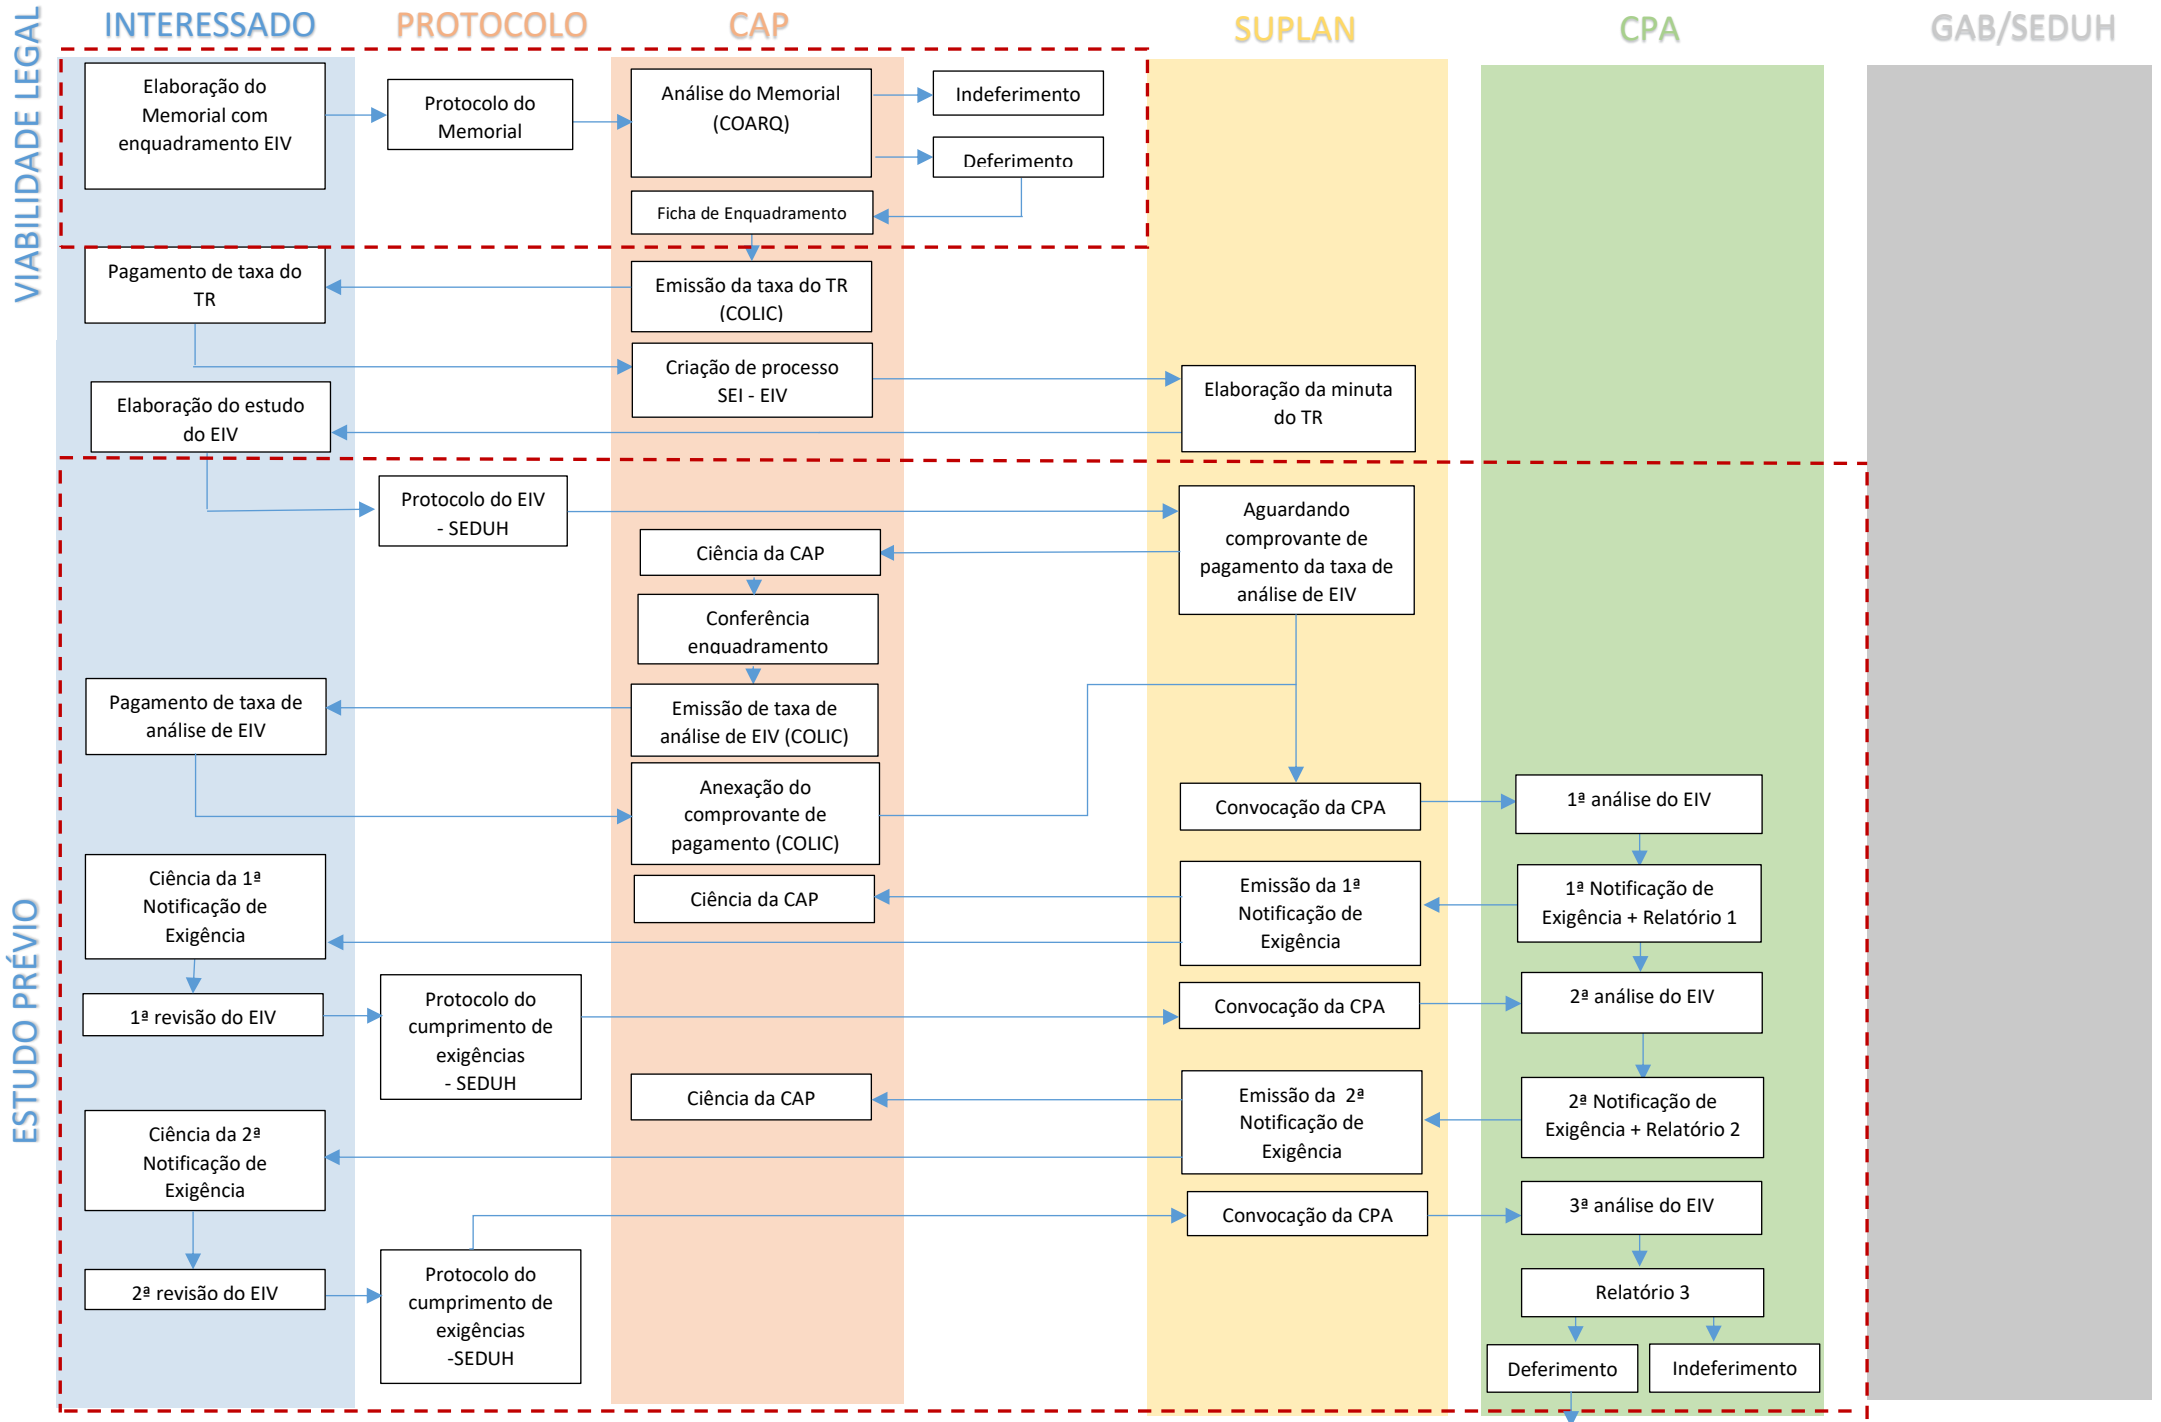 INTERESSADO
PROTOCOLO
CAP
SUPLAN
CPA
GAB/SEDUH
VIABILIDADE LEGAL
Elaboração do
Memorial com
enquadramento EIV
Protocolo do
Memorial
Análise do Memorial
(COARQ)
Indeferimento
Deferimento
Ficha de Enquadramento
Pagamento de taxa do
TR
Emissão da taxa do TR
(COLIC)
Criação de processo
SEI - EIV
Elaboração da minuta
do TR
Elaboração do estudo
do EIV
ESTUDO PRÉVIO
Protocolo do EIV
- SEDUH
Aguardando
comprovante de
pagamento da taxa de
análise de EIV
Ciência da CAP
Conferência
enquadramento
Pagamento de taxa de
análise de EIV
Emissão de taxa de
análise de EIV (COLIC)
Anexação do
comprovante de
pagamento (COLIC)
Convocação da CPA
1ª análise do EIV
Ciência da 1ª
Notificação de
Exigência
Ciência da CAP
Emissão da 1ª
Notificação de
Exigência
1ª Notificação de
Exigência + Relatório 1
1ª revisão do EIV
Protocolo do
cumprimento de
exigências
- SEDUH
Convocação da CPA
2ª análise do EIV
Ciência da CAP
Emissão da 2ª
Notificação de
Exigência
2ª Notificação de
Exigência + Relatório 2
Ciência da 2ª
Notificação de
Exigência
Convocação da CPA
3ª análise do EIV
2ª revisão do EIV
Protocolo do
cumprimento de
exigências
-SEDUH
Relatório 3
Deferimento
Indeferimento